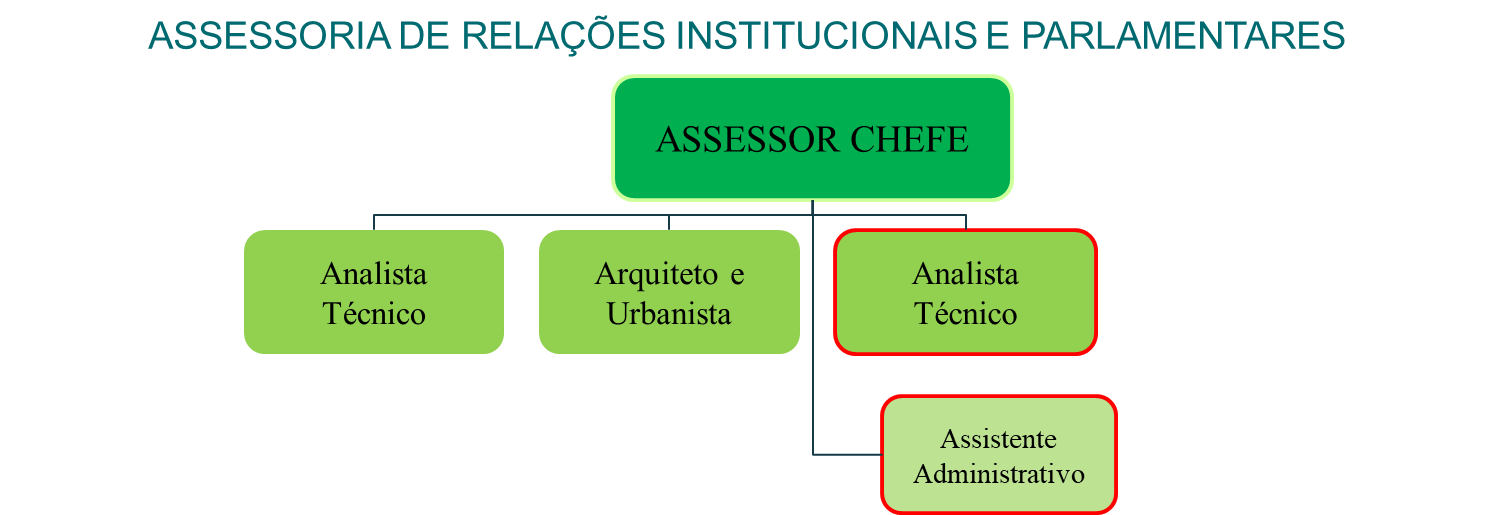 ASSESSORIA DE RELAÇÕES INSTITUCIONAIS E PARLAMENTARES
ASSESSOR CHEFE
Analista
Técnico
Arquiteto e
Urbanista
Analista
Técnico
Assistente
Administrativo